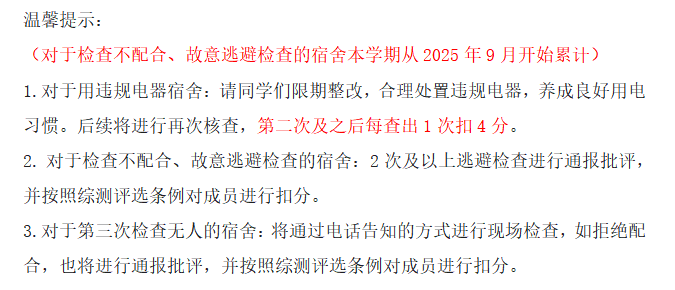 温馨提示：
（对于检查不配合、故意逃避检查的宿舍本学期从 2025 年 9 月开始累计）
1.对于用违规电器宿舍：请同学们限期整改，合理处置违规电器，养成良好用电
习惯。后续将进行再次核查，第二次及之后每查出 1 次扣 4 分。
2. 对于检查不配合、故意逃避检查的宿舍：2 次及以上逃避检查进行通报批评，
并按照综测评选条例对成员进行扣分。
3.对于第三次检查无人的宿舍：将通过电话告知的方式进行现场检查，如拒绝配
合，也将进行通报批评，并按照综测评选条例对成员进行扣分。